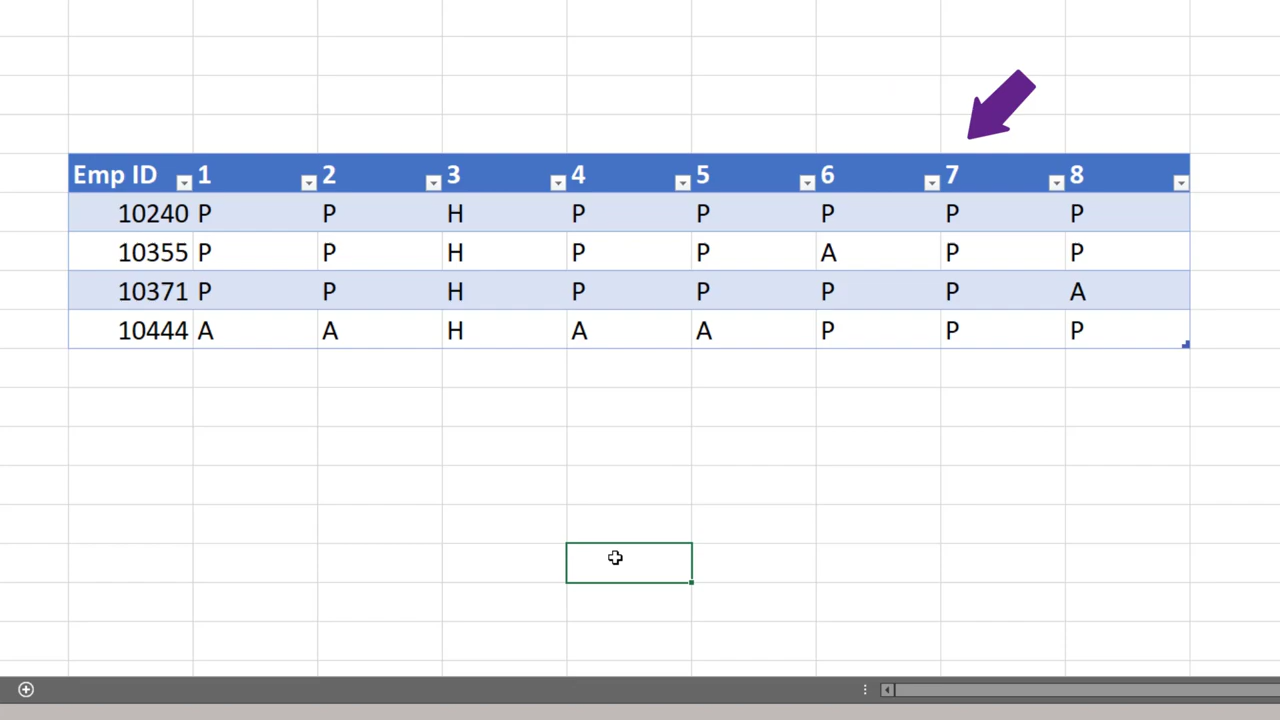 Emp ID 1 2 3 4 5 6 7 8
10240 P P H P P P P P
10355 P P H P P A P P
10371 P P H P P P P A
10444 A A H A A P P P